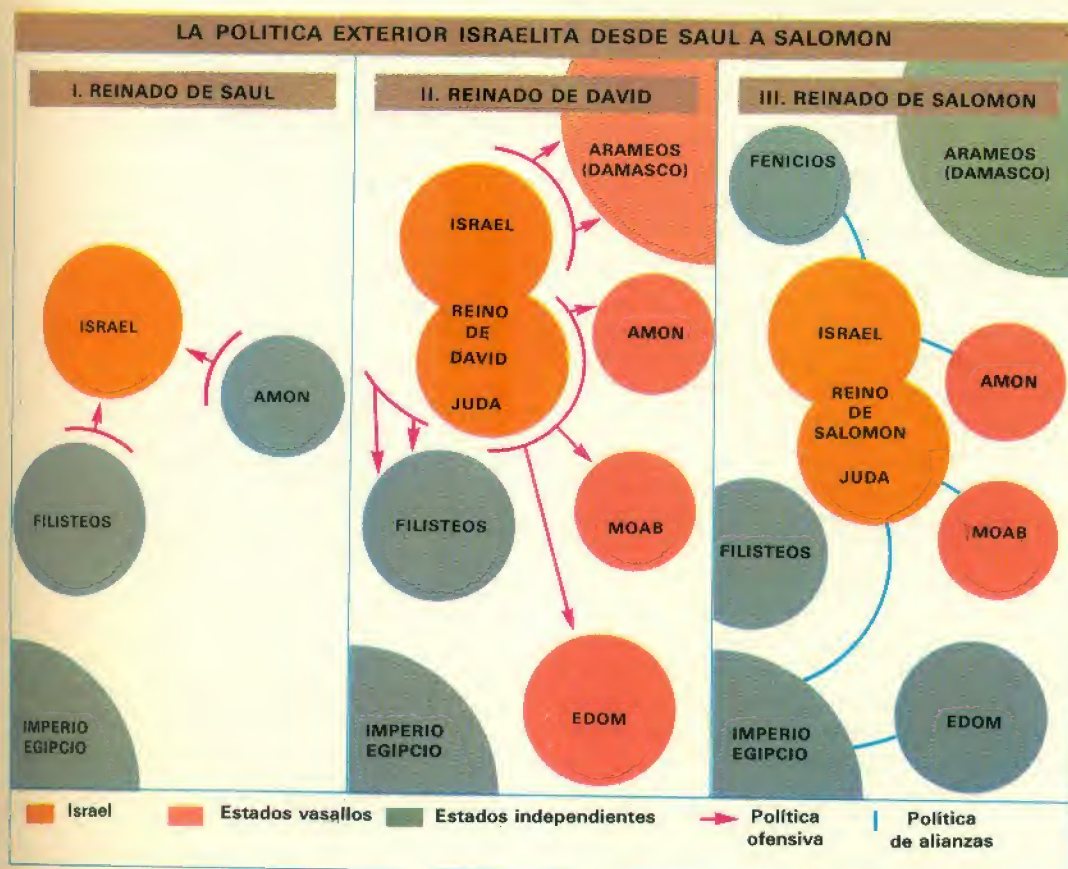 LA POLITICA EXTERIOR ISRAELITA DESDE SAUL A SALOMON
I. REINADO DE SAUL
ISRAEL
AMON
FILISTEOS
IMPERIO
EGIPCIO
II. REINADO DE DAVID
ARAMEOS
(DAMASCO)
ISRAEL
REINO
DE
DAVID
JUDA
AMON
FILISTEOS
MOAB
EDOM
IMPERIO
EGIPCIO
III. REINADO DE SALOMON
FENICIOS
ARAMEOS
(DAMASCO)
ISRAEL
REINO
DE
SALOMON
JUDA
AMON
MOAB
FILISTEOS
IMPERIO
EGIPCIO
EDOM
Israel
Estados vasallos
Estados independientes
Política
ofensiva
Política
de alianzas